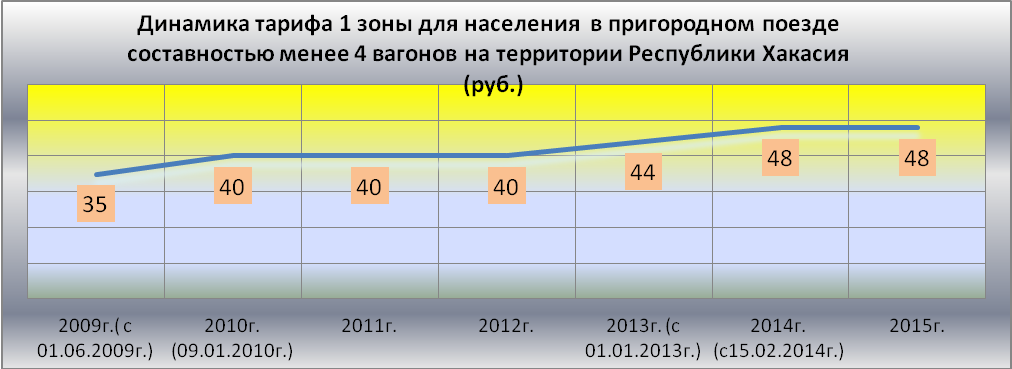 Динамика тарифа 1 зоны для населения в пригородном поезде
составностью менее 4 вагонов на территории Республики Хакасия
(руб.)
35
40
40
40
44
48
48
2009г.( с
01.06.2009г.)
2010г.
(09.01.2010г.)
2011г.
2012г.
2013г. (с
01.01.2013г.)
2014г.
(с15.02.2014г.)
2015г.